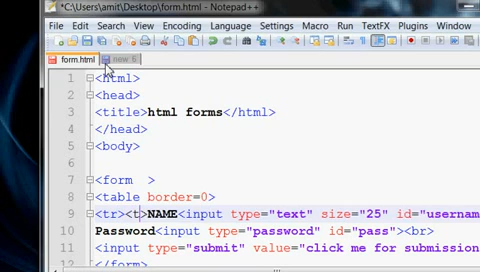 *C:\Users\amit\Desktop\form.html - Notepad++
File Edit Search View Encoding Language Settings Macro Run TextFX Plugins Window
form.html new 6
1 <html>
2 <head>
3 <title>html forms</html>
4 </head>
5 <body>
6
7 <form >
8 <table border=0>
9 <tr><t>NAME<input type="text" size="25" id="usernam
10 Password<input type="password" id="pass"><br>
11 <input type="submit" value="click me for submission
12 </form>